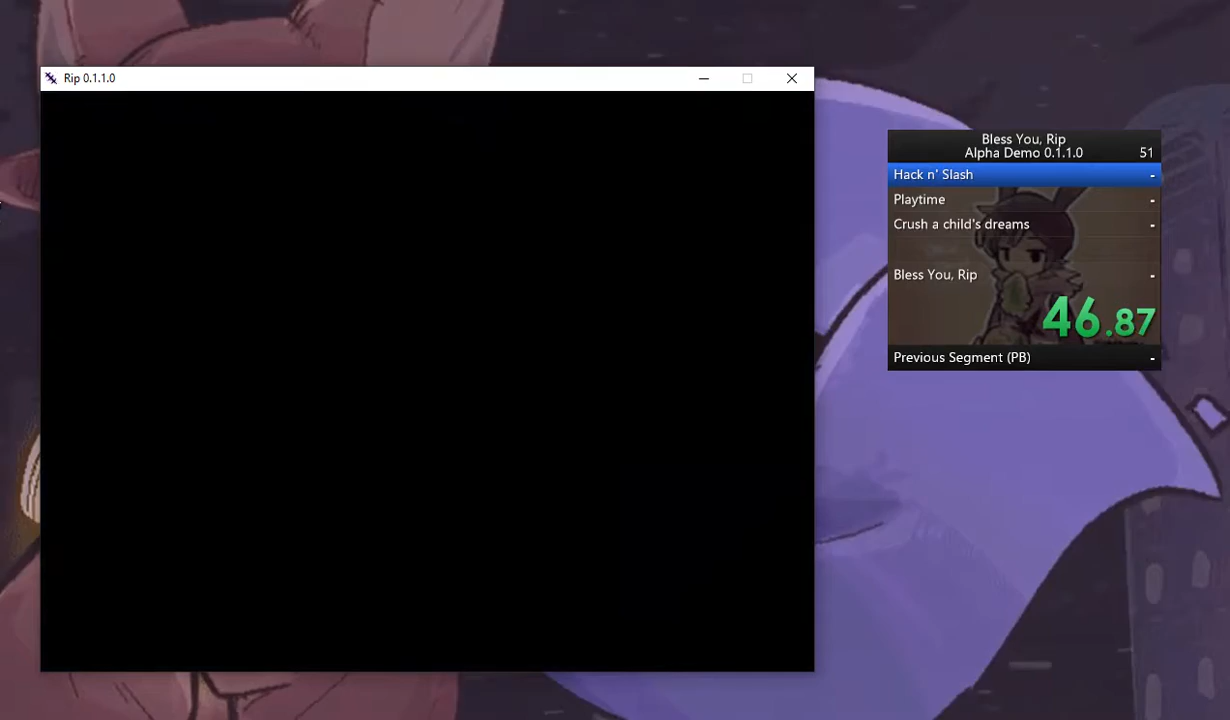 Rip 0.1.1.0
Bless You, Rip
Alpha Demo 0.1.1.0 51
Hack n' Slash -
Playtime -
Crush a child's dreams -
Bless You, Rip -
46.87
Previous Segment (PB) -